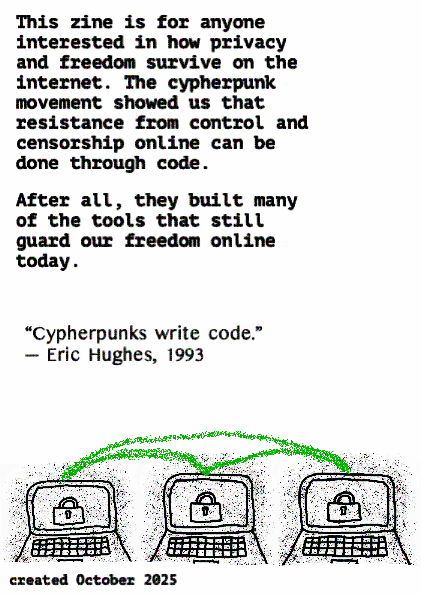 This zine is for anyone
interested in how privacy
and freedom survive on the
internet. The cypherpunk
movement showed us that
resistance from control and
censorship online can be
done through code.
After all, they built many
of the tools that still
guard our freedom online
today.
“Cypherpunks write code.”
— Eric Hughes, 1993
created October 2025